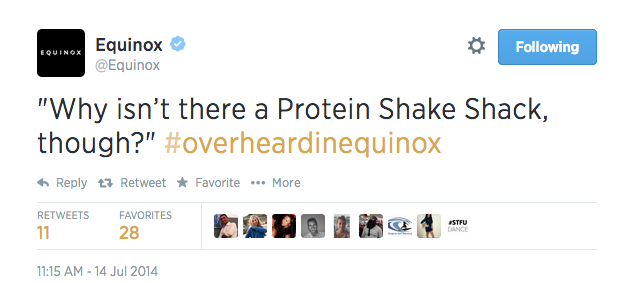 EQUINOX
Equinox
@Equinox
Following
"Why isn't there a Protein Shake Shack,
though?" #overheardinequinox
Reply Retweet Favorite More
RETWEETS FAVORITES
11 28
#STFU
DANCE
11:15 AM - 14 Jul 2014